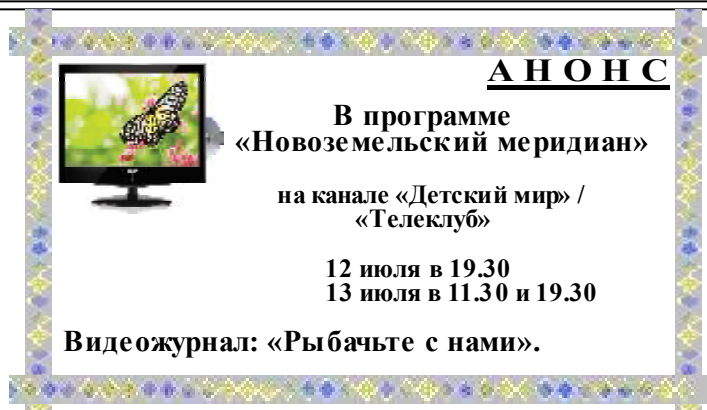 АНОНС
В программе
«Новоземельский меридиан»
на канале «Детский мир» /
«Телеклуб»
12 июля в 19.30
13 июля в 11.30 и 19.30
Видеожурнал: «Рыбачьте с нами».